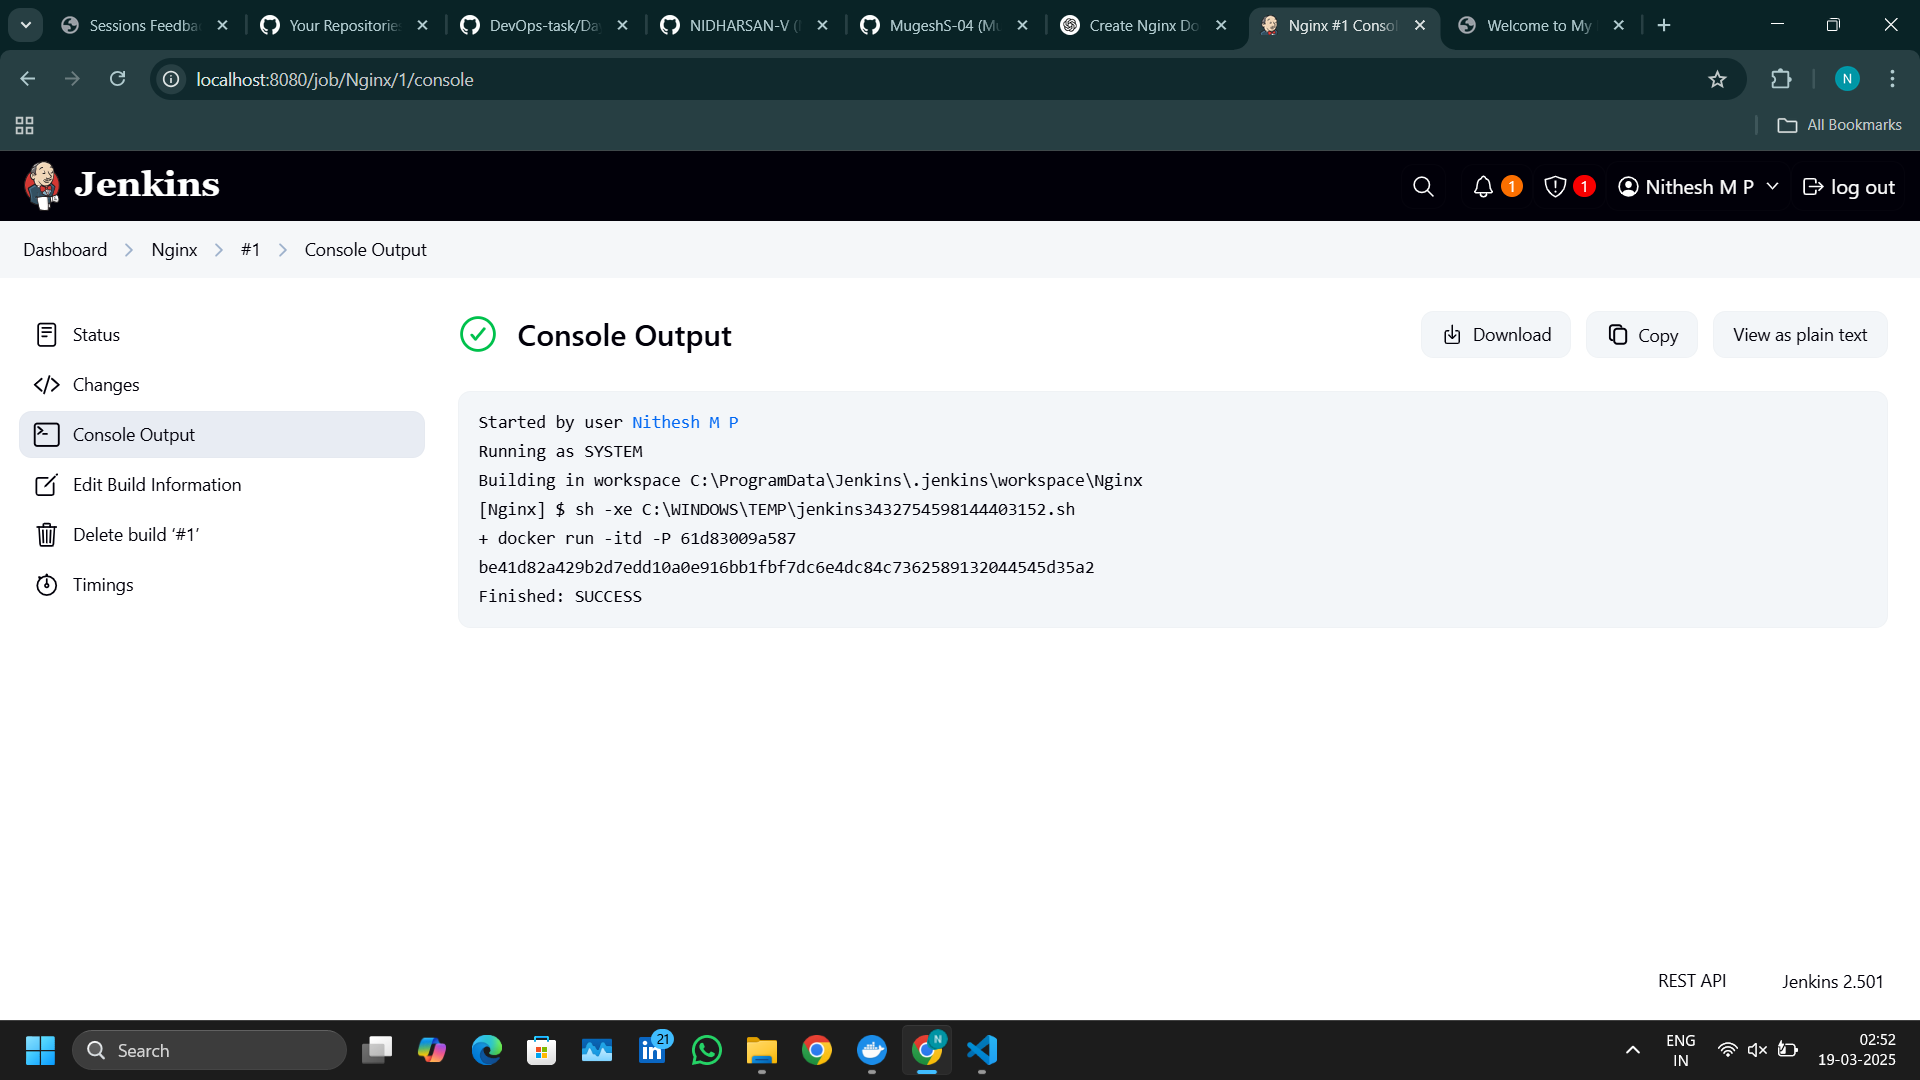 Sessions Feedba
Your Repositories
DevOps-task/Day
NIDHARSAN-V (
MugeshS-04 (Mu
Create Nginx Do
Nginx #1 Consol
Welcome to My
localhost:8080/job/Nginx/1/console
N
All Bookmarks
Jenkins
1
1
Nithesh M P
log out
Dashboard
Nginx
#1
Console Output
Status
Changes
Console Output
Edit Build Information
Delete build ‘#1’
Timings
Console Output
Download
Copy
View as plain text
Started by user Nithesh M P
Running as SYSTEM
Building in workspace C:\ProgramData\Jenkins\.jenkins\workspace\Nginx
[Nginx] $ sh -xe C:\WINDOWS\TEMP\jenkins3432754598144403152.sh
+ docker run -itd -P 61d83009a587
be41d82a429b2d7edd10a0e916bb1fbf7dc6e4dc84c7362589132044545d35a2
Finished: SUCCESS
REST API
Jenkins 2.501
Search
21
N
ENG
IN
02:52
19-03-2025